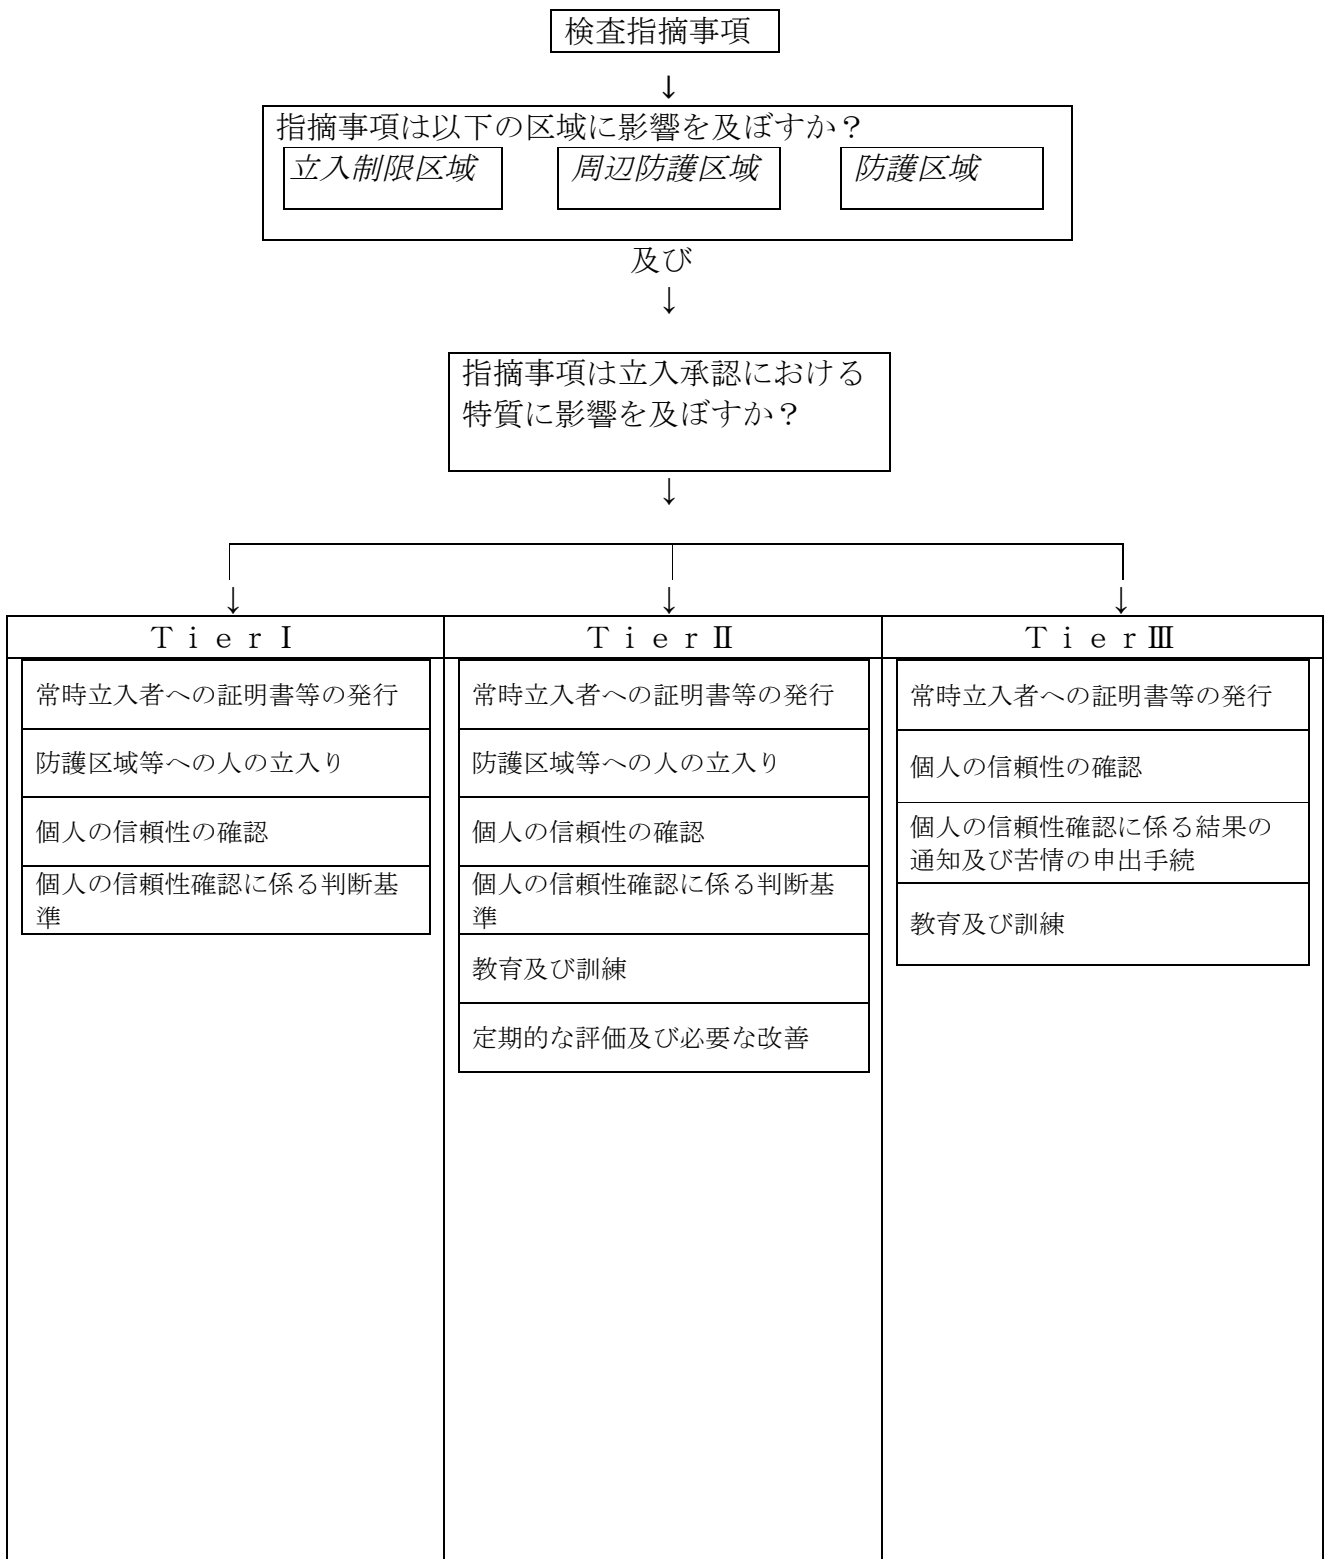 検査指摘事項
↓
指摘事項は以下の区域に影響を及ぼすか？
立入制限区域 周辺防護区域 防護区域
及び
↓
指摘事項は立入承認における
特質に影響を及ぼすか？
↓
↓ ↓ ↓
ＴｉｅｒⅠ ＴｉｅｒⅡ ＴｉｅｒⅢ
常時立入者への証明書等の発行
防護区域等への人の立入り
個人の信頼性の確認
個人の信頼性確認に係る判断基
準
常時立入者への証明書等の発行
防護区域等への人の立入り
個人の信頼性の確認
個人の信頼性確認に係る判断基
準
教育及び訓練
定期的な評価及び必要な改善
常時立入者への証明書等の発行
個人の信頼性の確認
個人の信頼性確認に係る結果の
通知及び苦情の申出手続
教育及び訓練